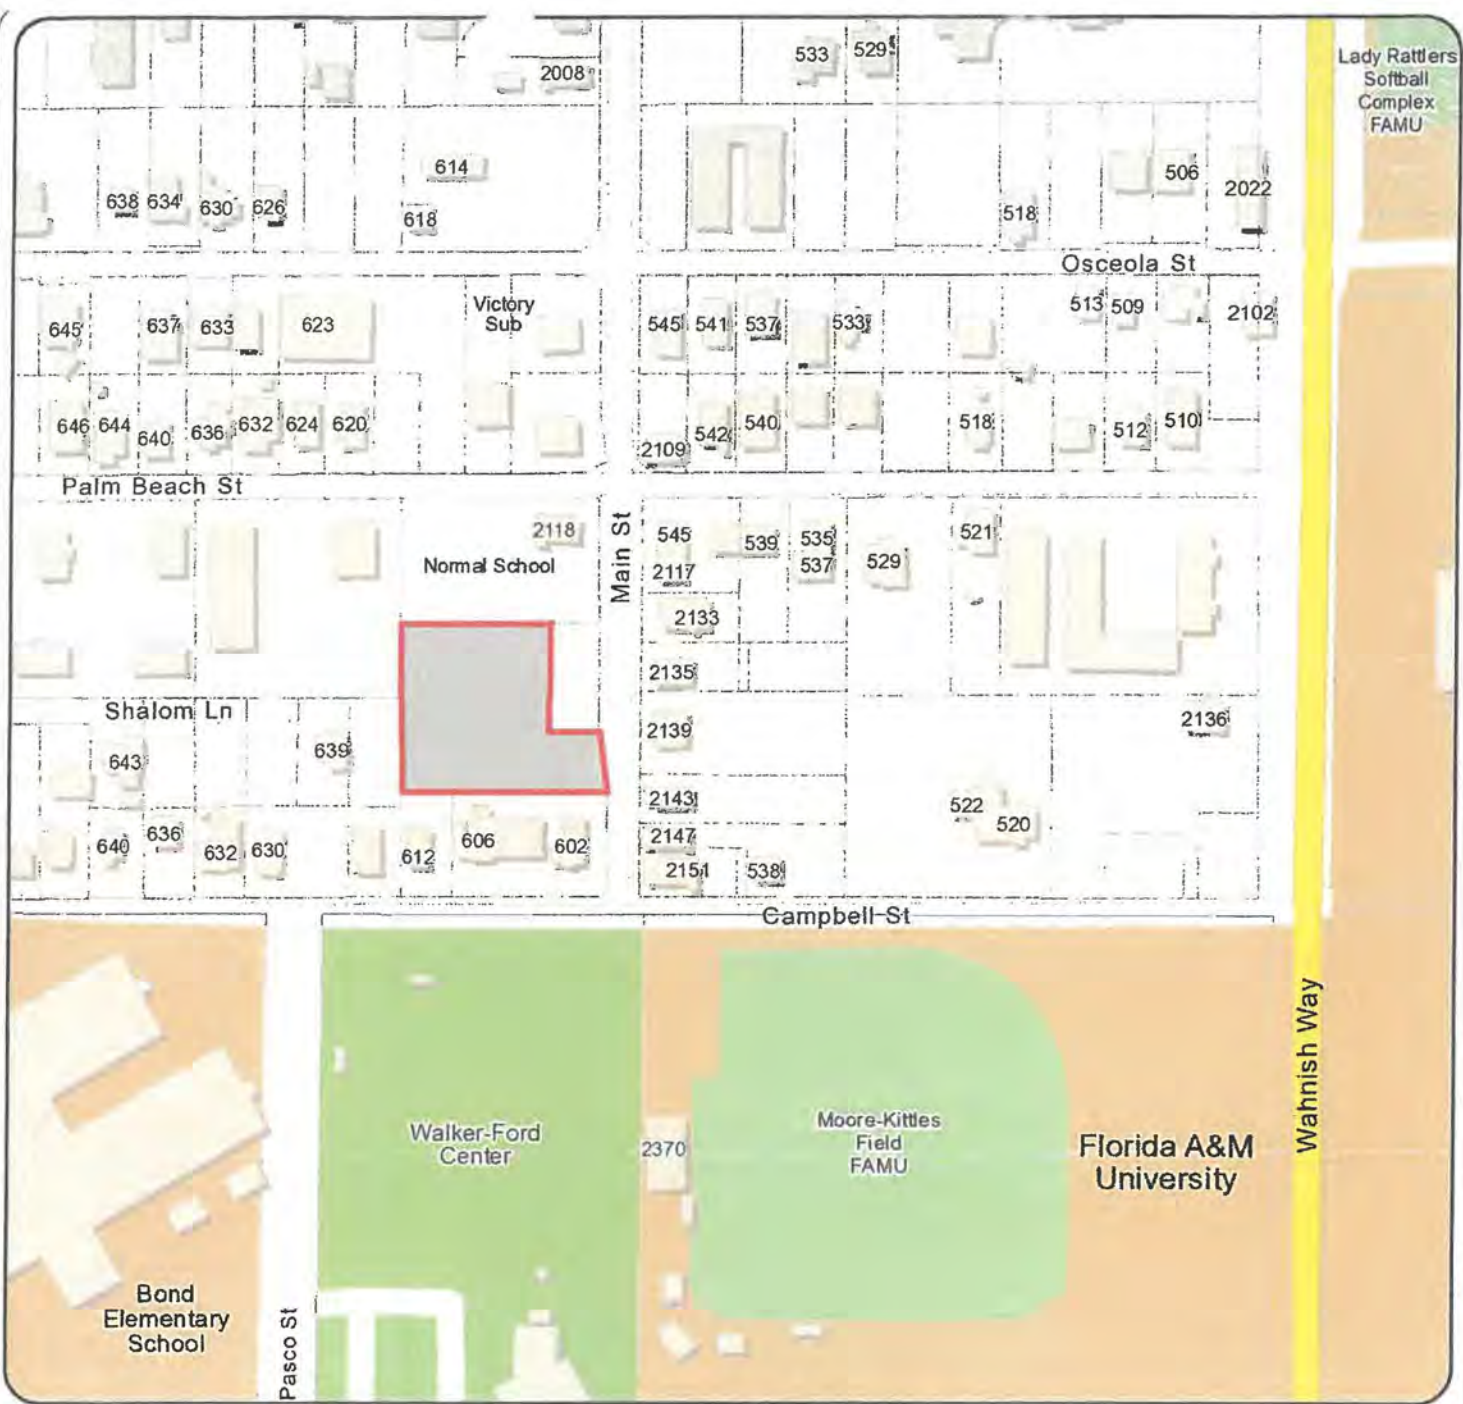 533
529
2008
Lady Rattlers
Softball
Complex
FAMU
614
506
638
634
630
626
618
518
2022
Osceola St
645
637
633
623
Victory
Sub
545
541
537
533
513
509
2102
646
644
640
636
632
624
620
2109
542
540
518
512
510
Palm Beach St
2118
Normal School
Main St
545
539
535
537
529
521
2117
2133
2135
Shalom Ln
643
639
2139
2136
2143
522
520
640
636
632
630
612
606
602
2147
2151
538
Campbell St
Wahnish Way
Walker-Ford
Center
2370
Moore-Kittles
Field
FAMU
Florida A&M
University
Bond
Elementary
School
Pasco St